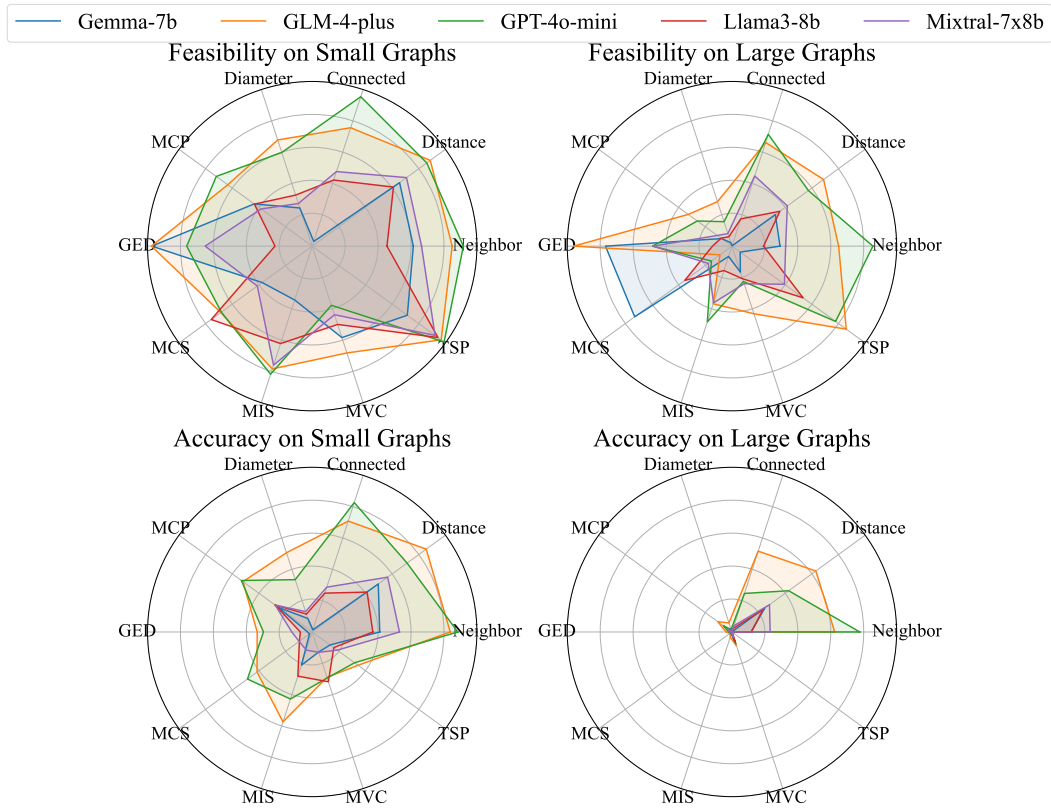 Gemma-7b GLM-4-plus GPT-4o-mini Llama3-8b Mixtral-7x8b
Feasibility on Small Graphs
Diameter Connected
MCP Distance
GED Neighbor
MCS TSP
MIS MVC
Feasibility on Large Graphs
Diameter Connected
MCP Distance
GED Neighbor
MCS TSP
MIS MVC
Accuracy on Small Graphs
Diameter Connected
MCP Distance
GED Neighbor
MCS TSP
MIS MVC
Accuracy on Large Graphs
Diameter Connected
MCP Distance
GED Neighbor
MCS TSP
MIS MVC